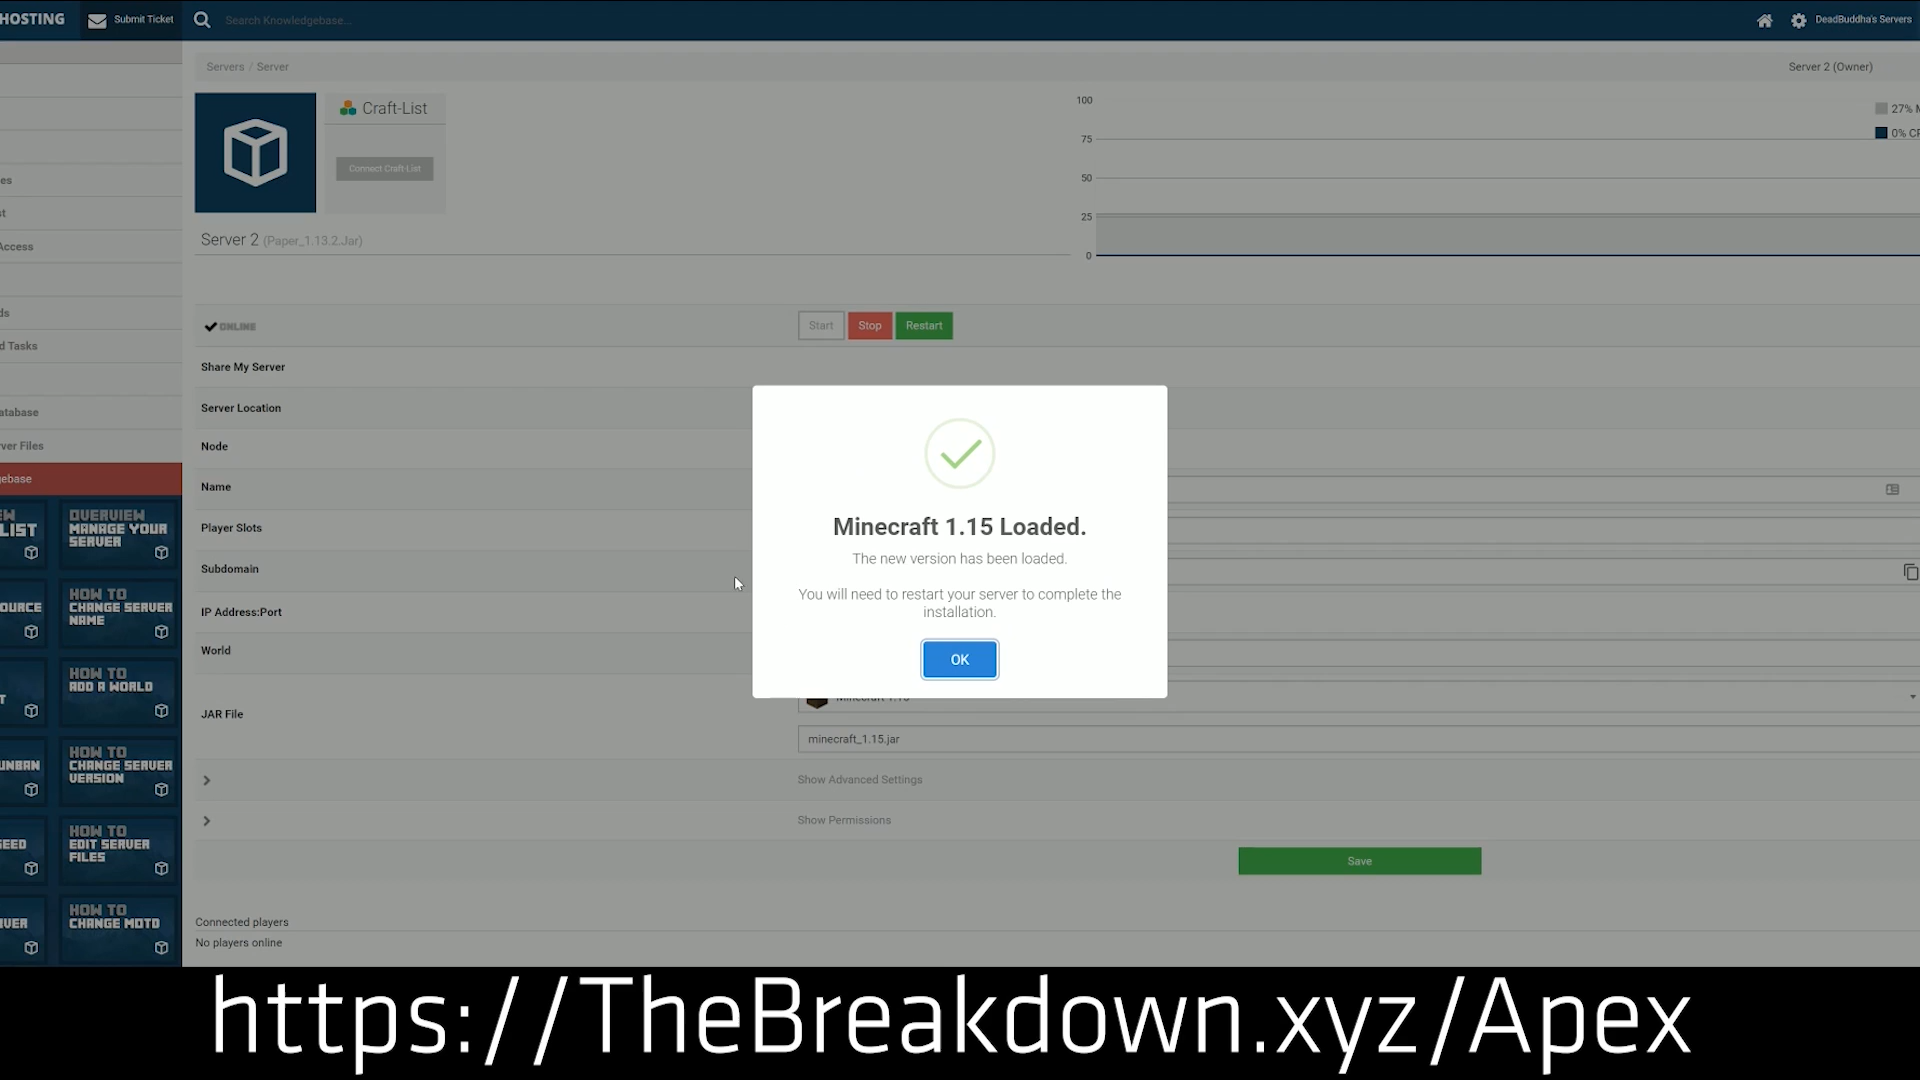 HOSTING
Submit Ticket
Search Knowledgebase...
DeadBuddha's Servers
Servers / Server
Server 2 (Owner)
Craft-List
Connect Craft-List
Server 2 (Paper_1.13.2.Jar)
100
75
50
25
0
27%
0%
ONLINE
Start
Stop
Restart
Share My Server
Server Location
Node
Name
Player Slots
Subdomain
IP Address:Port
World
JAR File
Minecraft 1.15 Loaded.
The new version has been loaded.
You will need to restart your server to complete the
installation.
OK
minecraft_1.15.jar
Show Advanced Settings
Show Permissions
Save
Connected players
No players online
Access
Tasks
Files
LIST
OVERVIEW
MANAGE YOUR
SERVER
HOW TO
CHANGE SERVER
NAME
HOW TO
ADD A WORLD
UNBAN
HOW TO
CHANGE SERVER
VERSION
HOW TO
EDIT SERVER
FILES
HOW TO
CHANGE MOTD
https://TheBreakdown.xyz/Apex